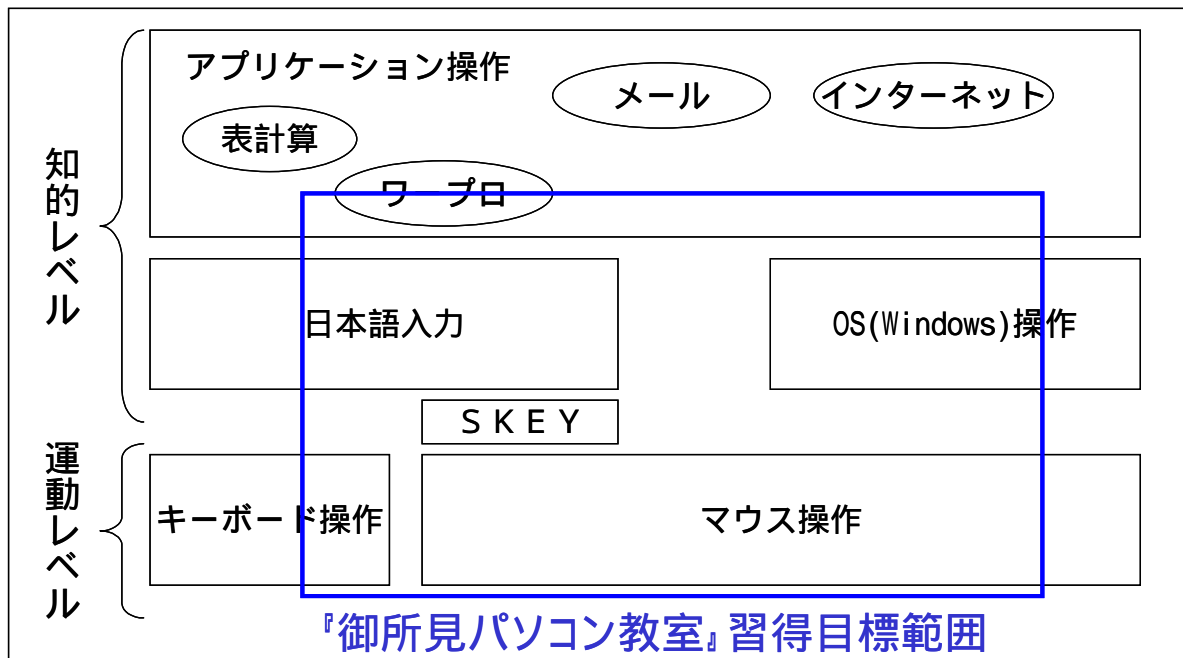 知的レベル
アプリケーション操作
メール
インターネット
表計算
ワープロ
日本語入力
OS(Windows)操作
ＳＫＥＹ
運動レベル
キーボード操作
マウス操作
『御所見パソコン教室』習得目標範囲